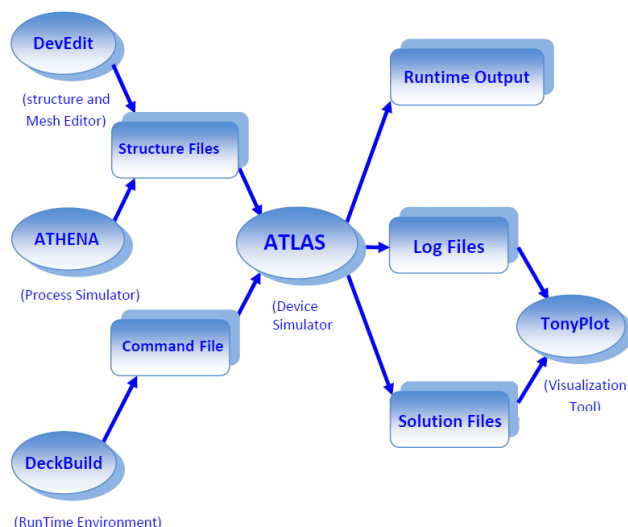 DevEdit
(structure and
Mesh Editor)
Structure Files
ATHENA
(Process Simulator)
Command File
DeckBuild
(RunTime Environment)
ATLAS
(Device
Simulator
Runtime Output
Log Files
Solution Files
TonyPlot
(Visualization
Tool)